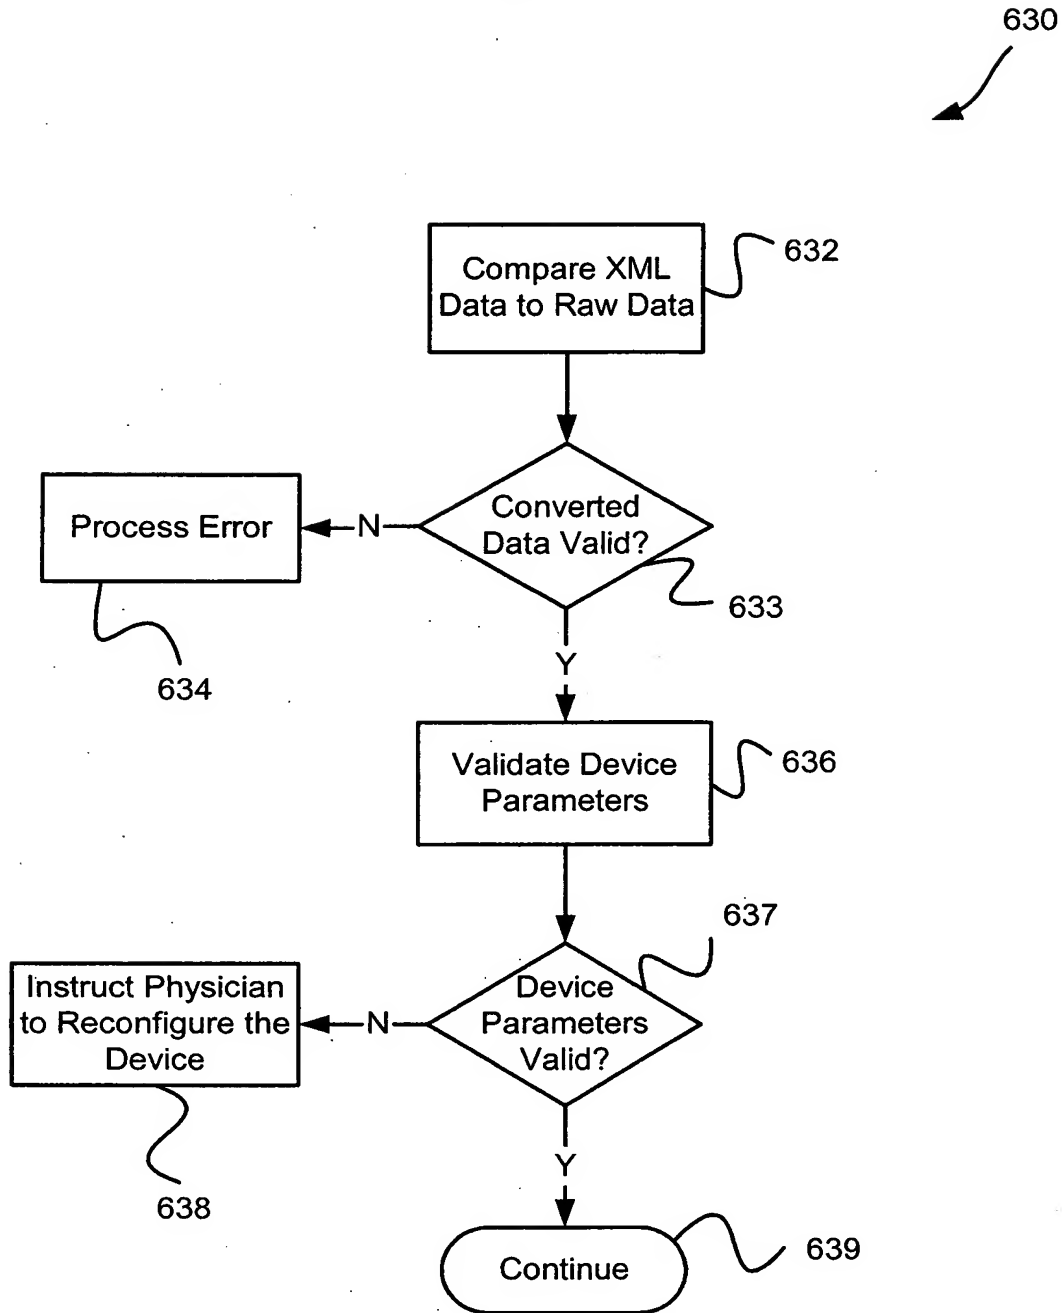 630
Compare XML
Data to Raw Data
632
Converted
Data Valid?
633
N
Process Error
634
Y
Validate Device
Parameters
636
637
Device
Parameters
Valid?
N
Instruct Physician
to Reconfigure the
Device
638
Y
Continue
639